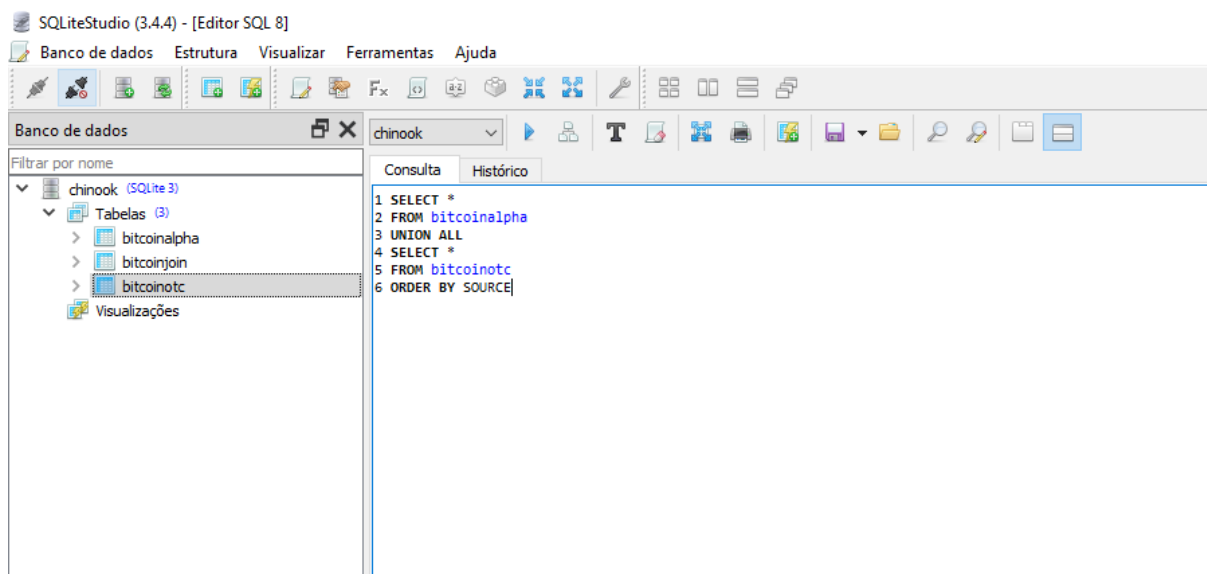 SQLiteStudio (3.4.4) - [Editor SQL 8]
Banco de dados Estrutura Visualizar Ferramentas Ajuda
Banco de dados
chinook
Filtrar por nome
Consulta Histórico
chinook (SQLite 3)
Tabelas (3)
bitcoinalpha
bitcoinjoin
bitcoinotc
Visualizações
1 SELECT *
2 FROM bitcoinalpha
3 UNION ALL
4 SELECT *
5 FROM bitcoinotc
6 ORDER BY SOURCE